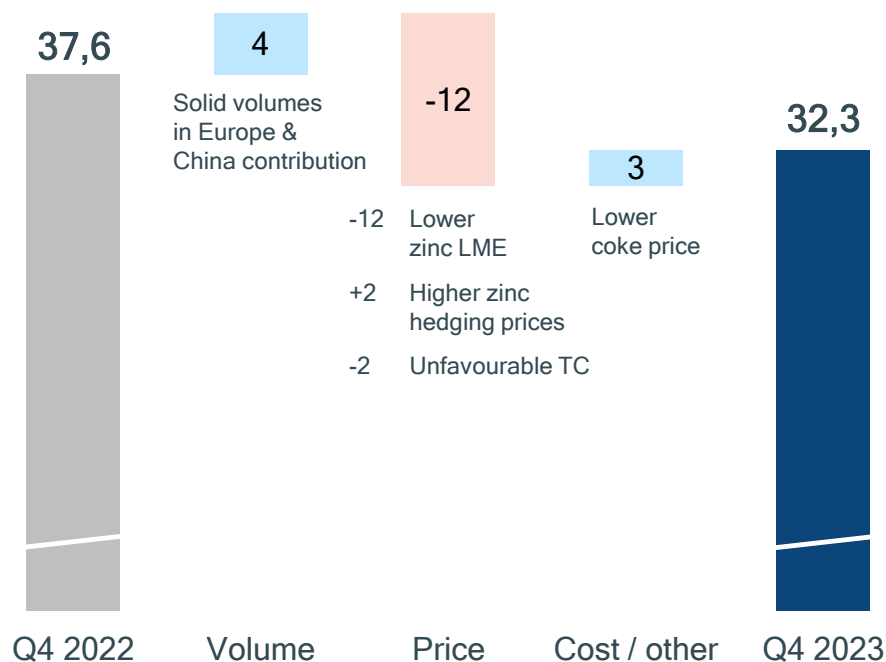 37,6
4
Solid volumes
in Europe &
China contribution
-12
-12 Lower
zinc LME
+2 Higher zinc
hedging prices
-2 Unfavourable TC
3
Lower
coke price
32,3
Q4 2022 Volume Price Cost / other Q4 2023